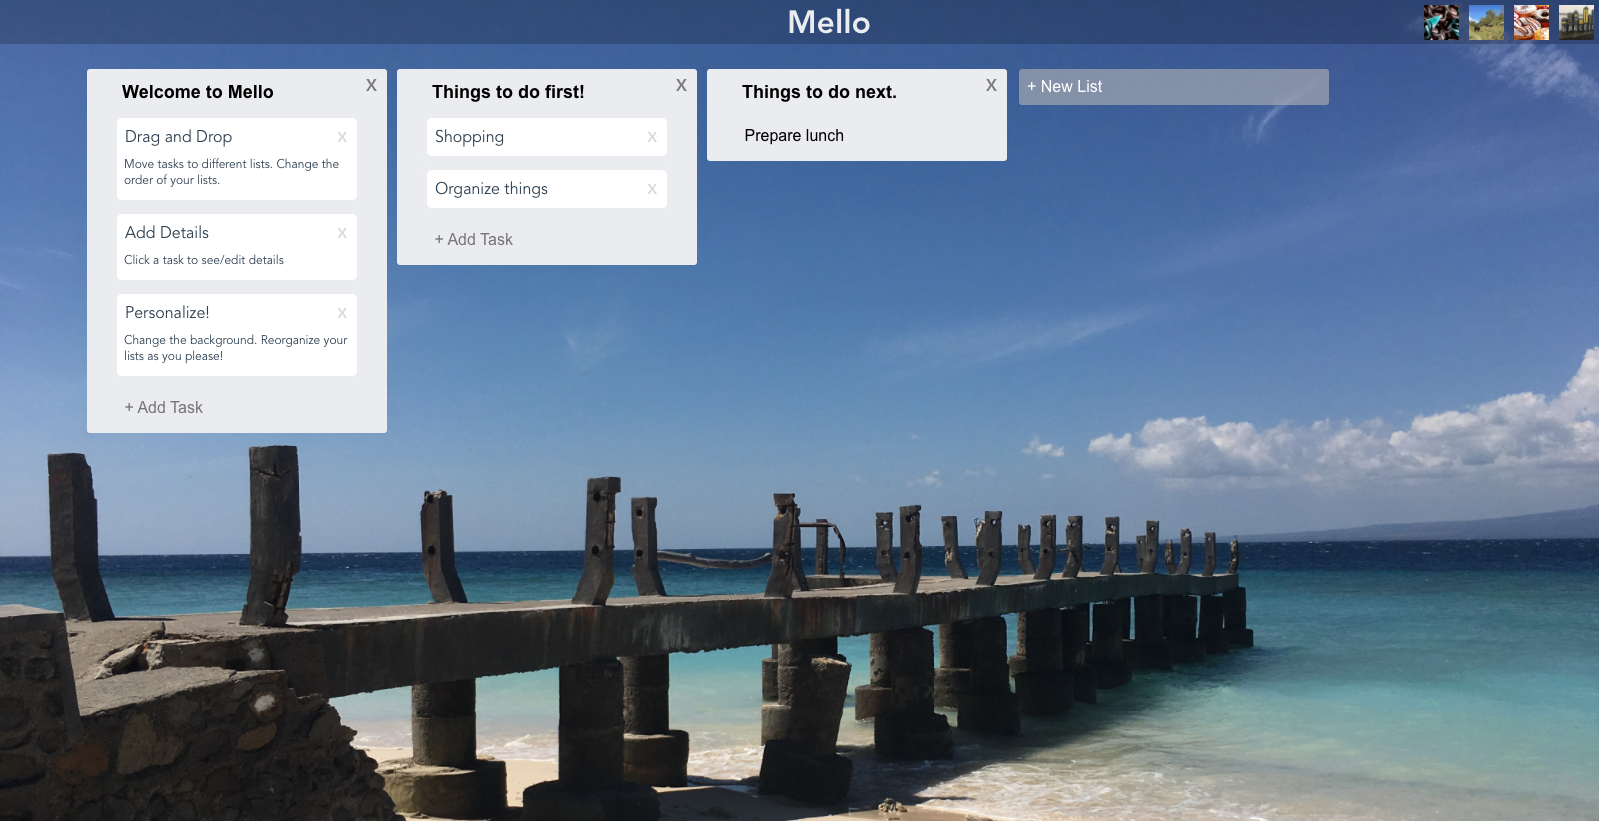 Mello
Welcome to Mello
X
Drag and Drop
X
Move tasks to different lists. Change the
order of your lists.
Add Details
X
Click a task to see/edit details
Personalize!
X
Change the background. Reorganize your
lists as you please!
+ Add Task
Things to do first!
X
Shopping
X
Organize things
X
+ Add Task
Things to do next.
X
Prepare lunch
+ New List